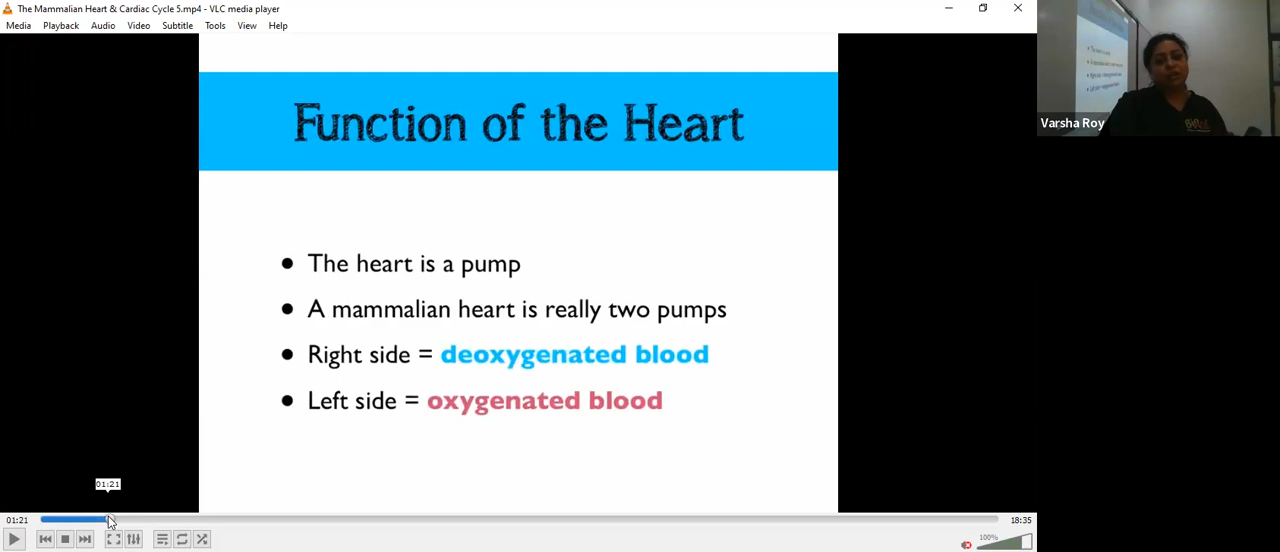 The Mammalian Heart & Cardiac Cycle 5.mp4 - VLC media player
Media Playback Audio Video Subtitle Tools View Help
Function of the Heart
• The heart is a pump
• A mammalian heart is really two pumps
• Right side = deoxygenated blood
• Left side = oxygenated blood
01:21
01:21
18:35
100%
Varsha Roy